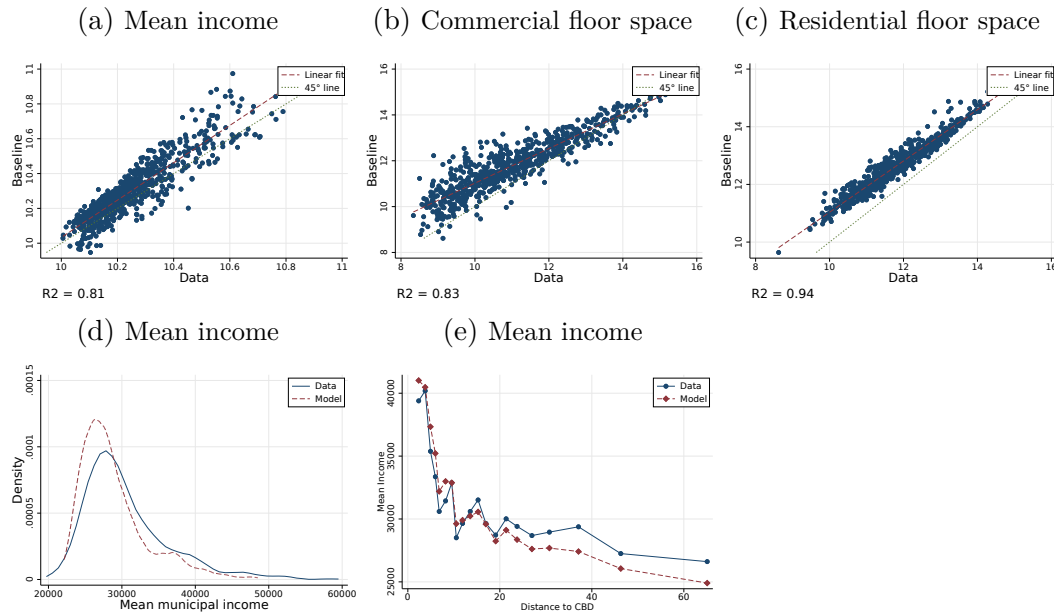 (a) Mean income
(b) Commercial floor space
(c) Residential floor space
Baseline
10 10.2 10.4 10.6 10.8 11
Linear fit
45° line
10 10.2 10.4 10.6 10.8 11
Data
R2 = 0.81
Baseline
8 10 12 14 16
Linear fit
45° line
8 10 12 14 16
Data
R2 = 0.83
Baseline
10 12 14 16
Linear fit
45° line
8 10 12 14 16
Data
R2 = 0.94
(d) Mean income
(e) Mean income
Density
0 .00005 .0001 .00015
Data
Model
20000 30000 40000 50000 60000
Mean municipal income
Mean Income
25000 30000 35000 40000
Data
Model
0 20 40 60
Distance to CBD